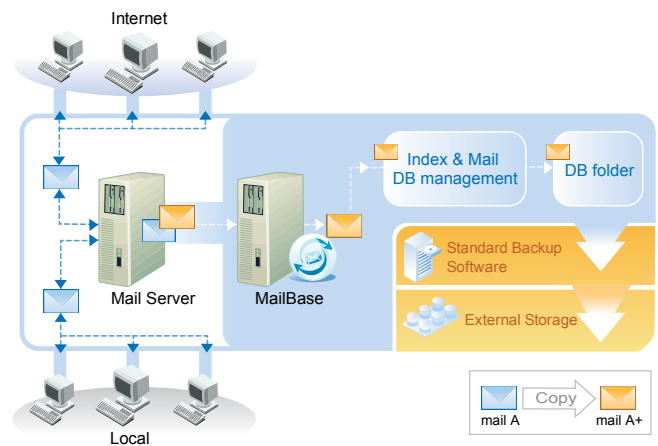 Internet
Index & Mail
DB management
DB folder
Mail Server
MailBase
Standard Backup
Software
External Storage
Copy
mail A
mail A+
Local